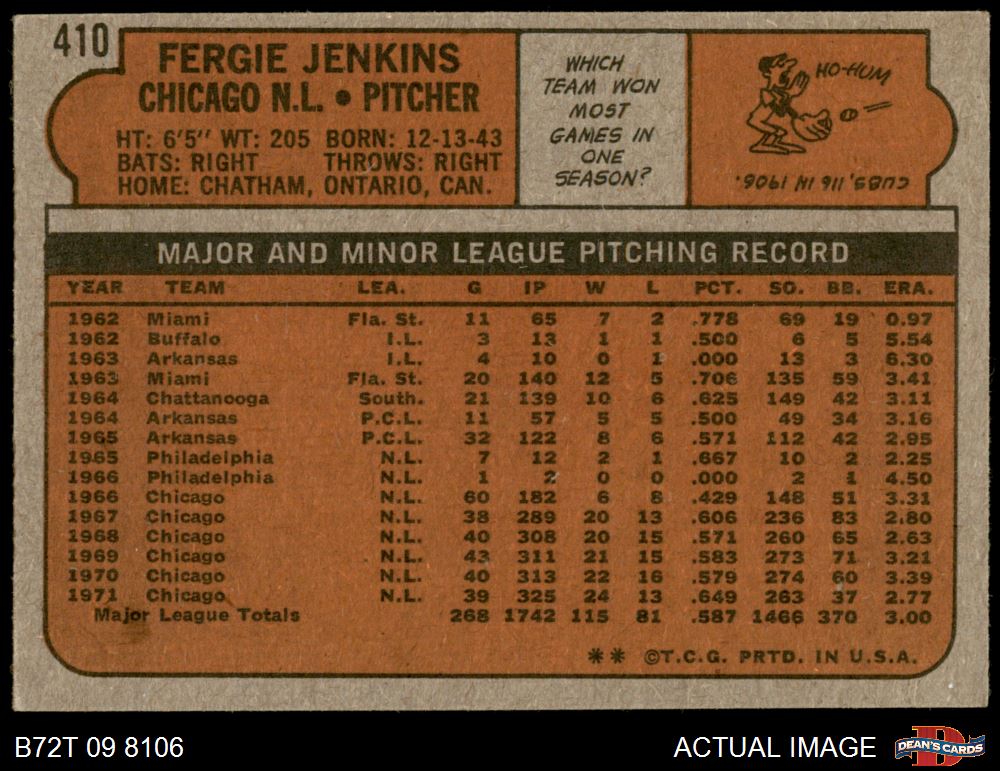 410
FERGIE JENKINS
CHICAGO N.L. • PITCHER
HT: 6'5" WT: 205 BORN: 12-13-43
BATS: RIGHT THROWS: RIGHT
HOME: CHATHAM, ONTARIO, CAN.
WHICH
TEAM WON
MOST
GAMES IN
ONE
SEASON?
HO-HUM
CUBS, 116 IN 1906.
MAJOR AND MINOR LEAGUE PITCHING RECORD
YEAR TEAM LEA. G IP W L PCT. SO. BB. ERA.
1962 Miami Fla. St. 11 65 7 2 .778 69 19 0.97
1962 Buffalo I.L. 3 13 1 1 .500 6 5 5.54
1963 Arkansas I.L. 4 10 0 1 .000 13 3 6.30
1963 Miami Fla. St. 20 140 12 5 .706 135 59 3.41
1964 Chattanooga South. 21 139 10 6 .625 149 42 3.11
1964 Arkansas P.C.L. 11 57 5 5 .500 49 34 3.16
1965 Arkansas P.C.L. 32 122 8 6 .571 112 42 2.95
1965 Philadelphia N.L. 7 12 2 1 .667 10 2 2.25
1966 Philadelphia N.L. 1 2 0 0 .000 2 1 4.50
1966 Chicago N.L. 60 182 6 8 .429 148 51 3.31
1967 Chicago N.L. 38 289 20 13 .606 236 83 2.80
1968 Chicago N.L. 40 308 20 15 .571 260 65 2.63
1969 Chicago N.L. 43 311 21 15 .583 273 71 3.21
1970 Chicago N.L. 40 313 22 16 .579 274 60 3.39
1971 Chicago N.L. 39 325 24 13 .649 263 37 2.77
Major League Totals 268 1742 115 81 .587 1466 370 3.00
** ©T.C.G. PRTD. IN U.S.A.
B72T 09 8106
ACTUAL IMAGE
DEAN'S CARDS